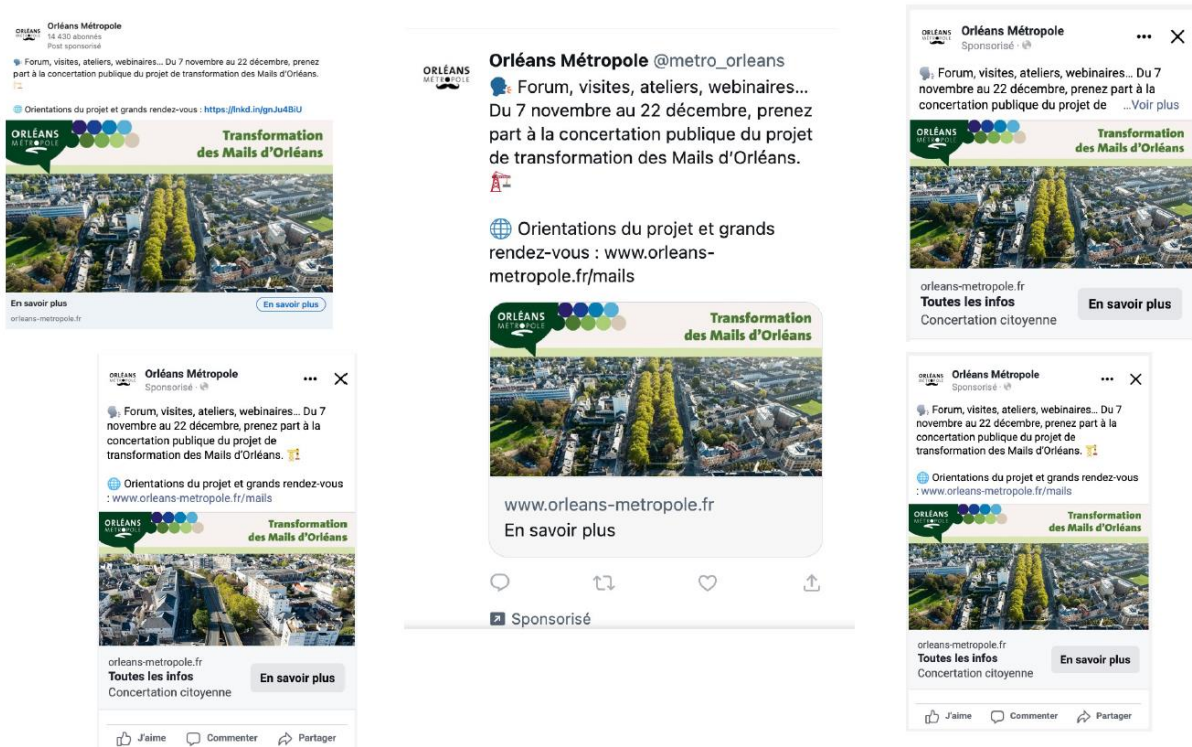 ORLÉANS
MÉTROPOLE
Orléans Métropole
14 430 abonnés
Post sponsorisé
Forum, visites, ateliers, webinaires... Du 7 novembre au 22 décembre, prenez
part à la concertation publique du projet de transformation des Mails d'Orléans.
Orientations du projet et grands rendez-vous : https://lnkd.in/gnJu4BiU
ORLÉANS
MÉTROPOLE
Transformation
des Mails d'Orléans
En savoir plus
En savoir plus
orleans-metropole.fr
ORLÉANS
MÉTROPOLE
Orléans Métropole
Sponsorisé
Forum, visites, ateliers, webinaires... Du 7
novembre au 22 décembre, prenez part à la
concertation publique du projet de
transformation des Mails d'Orléans.
Orientations du projet et grands rendez-vous
: www.orleans-metropole.fr/mails
ORLÉANS
MÉTROPOLE
Transformation
des Mails d'Orléans
orleans-metropole.fr
Toutes les infos
Concertation citoyenne
En savoir plus
J'aime Commenter Partager
ORLÉANS
MÉTROPOLE
Orléans Métropole @metro_orleans
Forum, visites, ateliers, webinaires...
Du 7 novembre au 22 décembre, prenez
part à la concertation publique du projet
de transformation des Mails d'Orléans.
Orientations du projet et grands
rendez-vous : www.orleans-
metropole.fr/mails
ORLÉANS
MÉTROPOLE
Transformation
des Mails d'Orléans
www.orleans-metropole.fr
En savoir plus
Sponsorisé
ORLÉANS
MÉTROPOLE
Orléans Métropole
Sponsorisé
Forum, visites, ateliers, webinaires... Du 7
novembre au 22 décembre, prenez part à la
concertation publique du projet de ...Voir plus
ORLÉANS
MÉTROPOLE
Transformation
des Mails d'Orléans
orleans-metropole.fr
Toutes les infos
Concertation citoyenne
En savoir plus
ORLÉANS
MÉTROPOLE
Orléans Métropole
Sponsorisé
Forum, visites, ateliers, webinaires... Du 7
novembre au 22 décembre, prenez part à la
concertation publique du projet de
transformation des Mails d'Orléans.
Orientations du projet et grands rendez-vous
: www.orleans-metropole.fr/mails
ORLÉANS
MÉTROPOLE
Transformation
des Mails d'Orléans
orleans-metropole.fr
Toutes les infos
Concertation citoyenne
En savoir plus
J'aime Commenter Partager